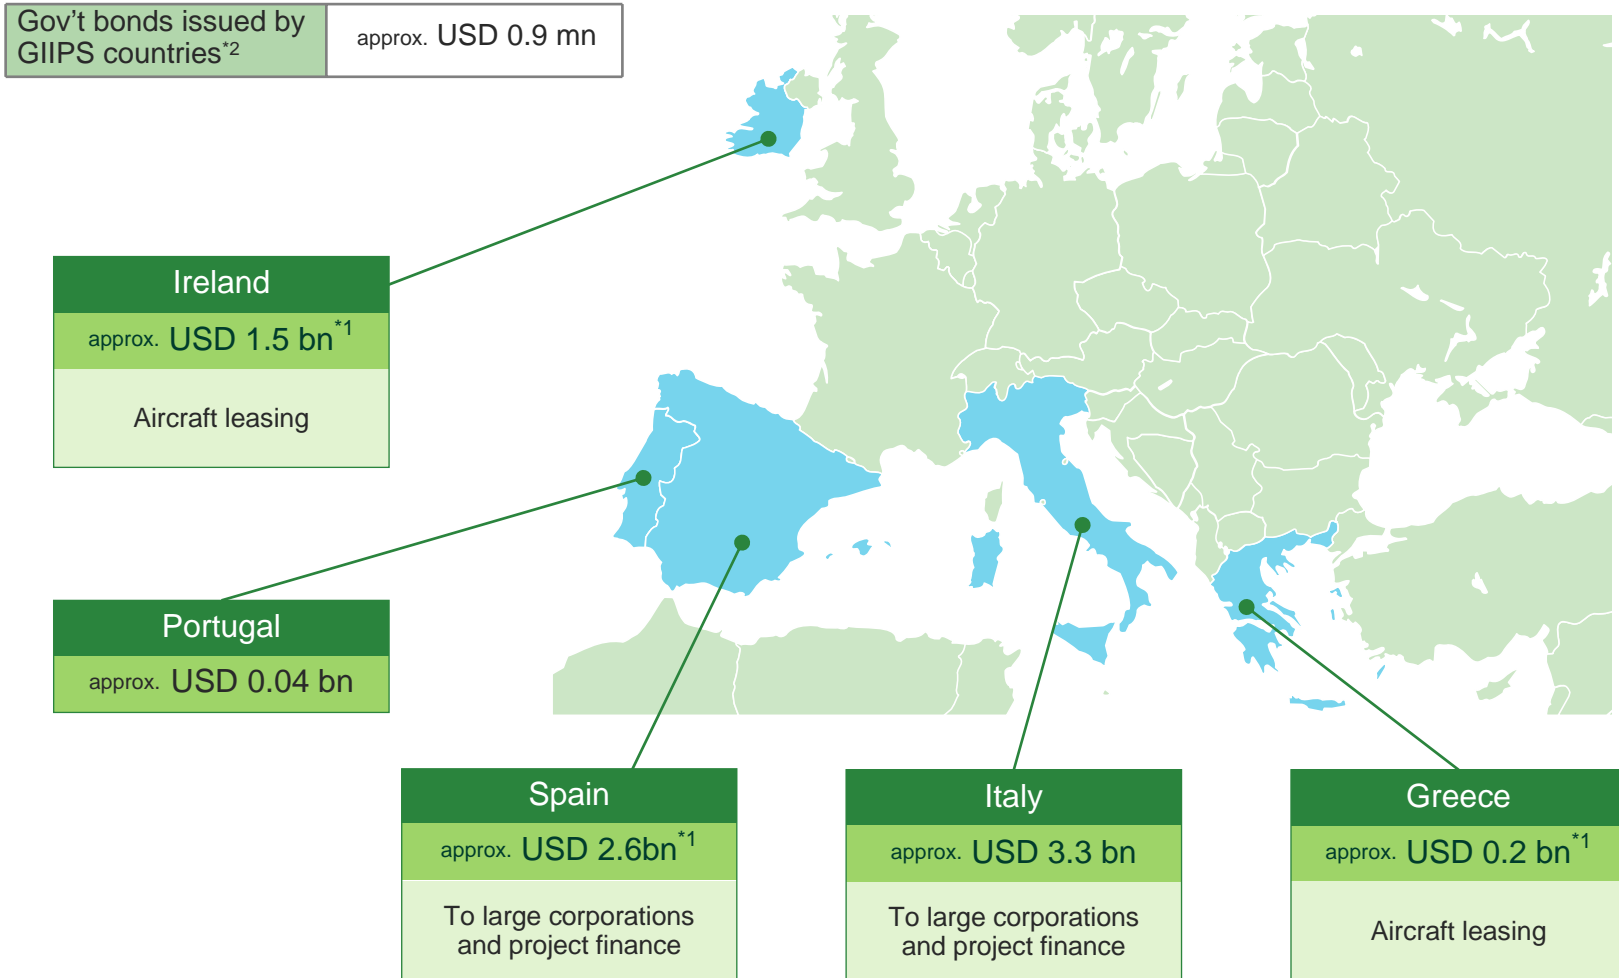 Gov't bonds issued by
GIIPS countries*2
approx. USD 0.9 mn
Ireland
approx. USD 1.5 bn*1
Aircraft leasing
Portugal
approx. USD 0.04 bn
Spain
approx. USD 2.6bn*1
To large corporations
and project finance
Italy
approx. USD 3.3 bn
To large corporations
and project finance
Greece
approx. USD 0.2 bn*1
Aircraft leasing